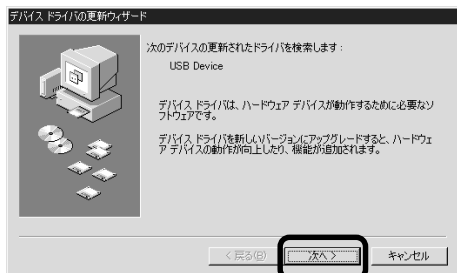 デバイス ドライバの更新ウィザード
次のデバイスの更新されたドライバを検索します :
USB Device
デバイス ドライバは、ハードウェア デバイスが動作するために必要なソ
フトウェアです。
デバイス ドライバを新しいバージョンにアップグレードすると、ハードウェ
ア デバイスの動作が向上したり、機能が追加されます。
< 戻る(B)
次へ >
キャンセル